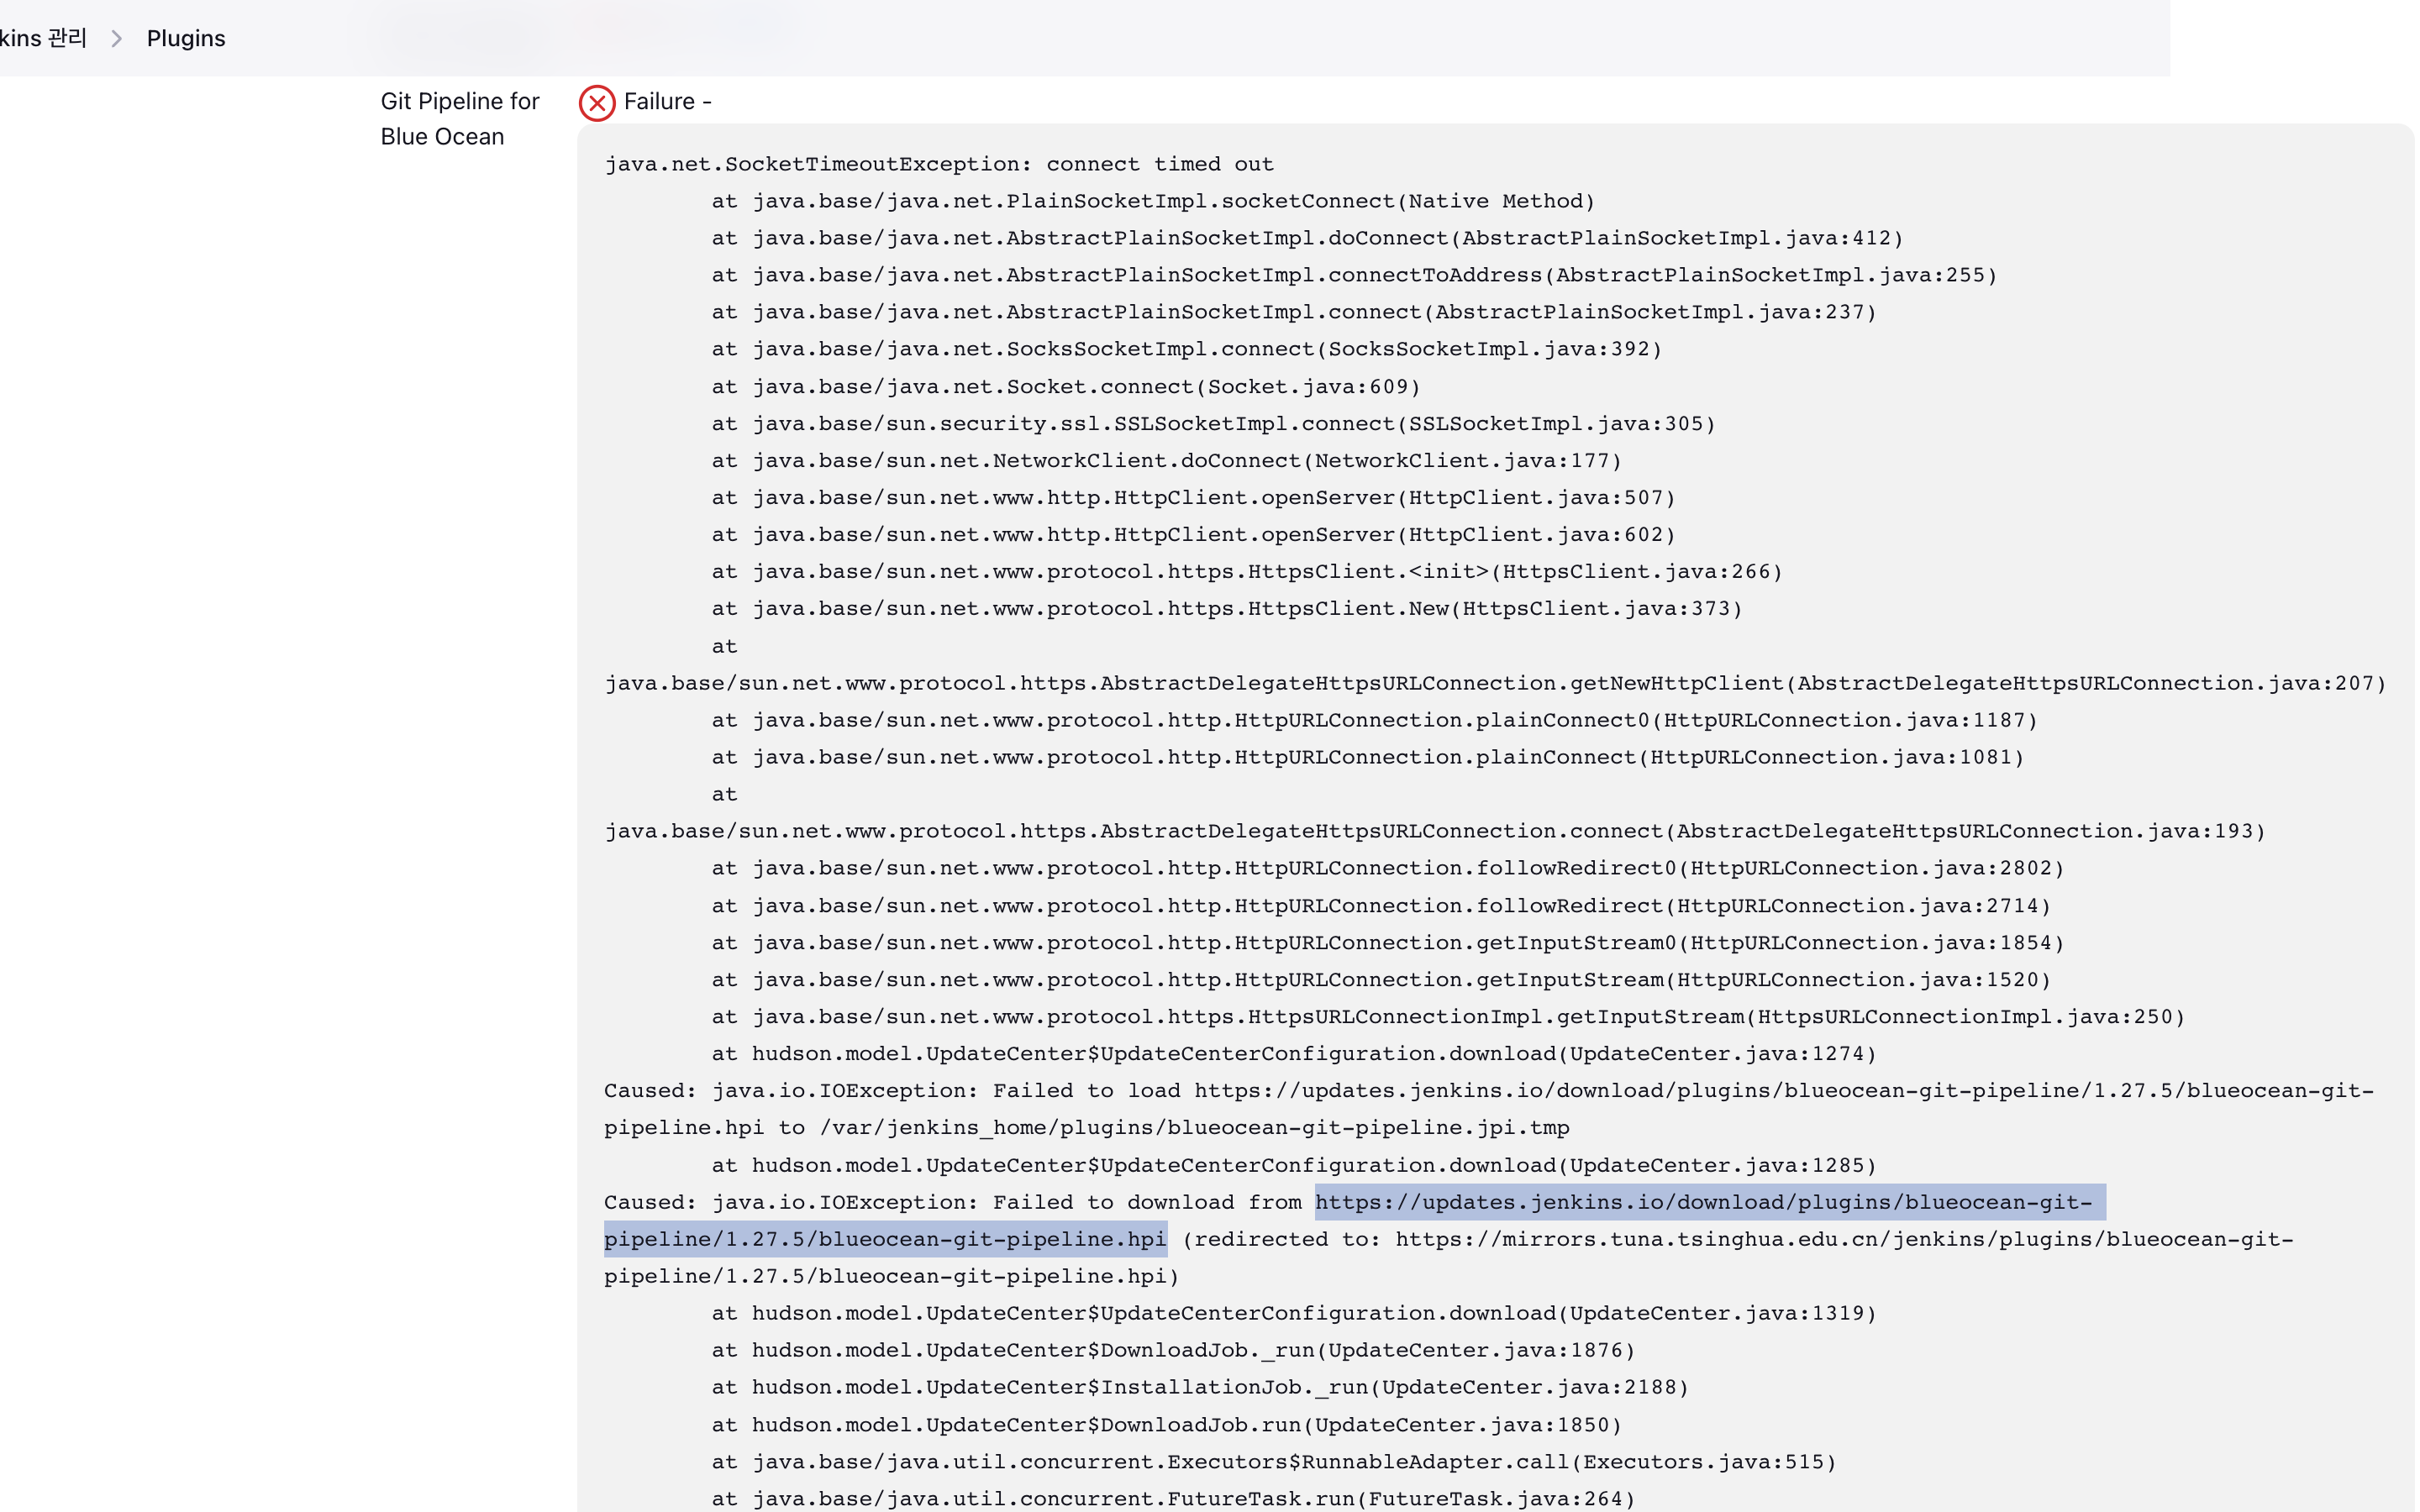 kins 관리 > Plugins
Git Pipeline for
Blue Ocean
Failure -
java.net.SocketTimeoutException: connect timed out
at java.base/java.net.PlainSocketImpl.socketConnect(Native Method)
at java.base/java.net.AbstractPlainSocketImpl.doConnect(AbstractPlainSocketImpl.java:412)
at java.base/java.net.AbstractPlainSocketImpl.connectToAddress(AbstractPlainSocketImpl.java:255)
at java.base/java.net.AbstractPlainSocketImpl.connect(AbstractPlainSocketImpl.java:237)
at java.base/java.net.SocksSocketImpl.connect(SocksSocketImpl.java:392)
at java.base/java.net.Socket.connect(Socket.java:609)
at java.base/sun.security.ssl.SSLSocketImpl.connect(SSLSocketImpl.java:305)
at java.base/sun.net.NetworkClient.doConnect(NetworkClient.java:177)
at java.base/sun.net.www.http.HttpClient.openServer(HttpClient.java:507)
at java.base/sun.net.www.http.HttpClient.openServer(HttpClient.java:602)
at java.base/sun.net.www.protocol.https.HttpsClient.<init>(HttpsClient.java:266)
at java.base/sun.net.www.protocol.https.HttpsClient.New(HttpsClient.java:373)
at
java.base/sun.net.www.protocol.https.AbstractDelegateHttpsURLConnection.getNewHttpClient(AbstractDelegateHttpsURLConnection.java:207)
at java.base/sun.net.www.protocol.http.HttpURLConnection.plainConnect0(HttpURLConnection.java:1187)
at java.base/sun.net.www.protocol.http.HttpURLConnection.plainConnect(HttpURLConnection.java:1081)
at
java.base/sun.net.www.protocol.https.AbstractDelegateHttpsURLConnection.connect(AbstractDelegateHttpsURLConnection.java:193)
at java.base/sun.net.www.protocol.http.HttpURLConnection.followRedirect0(HttpURLConnection.java:2802)
at java.base/sun.net.www.protocol.http.HttpURLConnection.followRedirect(HttpURLConnection.java:2714)
at java.base/sun.net.www.protocol.http.HttpURLConnection.getInputStream0(HttpURLConnection.java:1854)
at java.base/sun.net.www.protocol.http.HttpURLConnection.getInputStream(HttpURLConnection.java:1520)
at java.base/sun.net.www.protocol.https.HttpsURLConnectionImpl.getInputStream(HttpsURLConnectionImpl.java:250)
at hudson.model.UpdateCenter$UpdateCenterConfiguration.download(UpdateCenter.java:1274)
Caused: java.io.IOException: Failed to load https://updates.jenkins.io/download/plugins/blueocean-git-pipeline/1.27.5/blueocean-git-
pipeline.hpi to /var/jenkins_home/plugins/blueocean-git-pipeline.jpi.tmp
at hudson.model.UpdateCenter$UpdateCenterConfiguration.download(UpdateCenter.java:1285)
Caused: java.io.IOException: Failed to download from https://updates.jenkins.io/download/plugins/blueocean-git-
pipeline/1.27.5/blueocean-git-pipeline.hpi (redirected to: https://mirrors.tuna.tsinghua.edu.cn/jenkins/plugins/blueocean-git-
pipeline/1.27.5/blueocean-git-pipeline.hpi)
at hudson.model.UpdateCenter$UpdateCenterConfiguration.download(UpdateCenter.java:1319)
at hudson.model.UpdateCenter$DownloadJob._run(UpdateCenter.java:1876)
at hudson.model.UpdateCenter$InstallationJob._run(UpdateCenter.java:2188)
at hudson.model.UpdateCenter$DownloadJob.run(UpdateCenter.java:1850)
at java.base/java.util.concurrent.Executors$RunnableAdapter.call(Executors.java:515)
at java.base/java.util.concurrent.FutureTask.run(FutureTask.java:264)